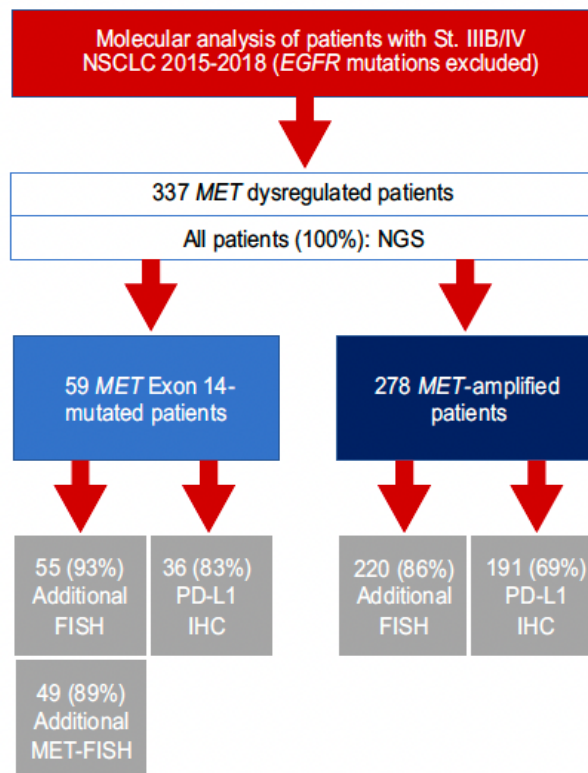 Molecular analysis of patients with St. IIIB/IV
NSCLC 2015-2018 (EGFR mutations excluded)
337 MET dysregulated patients
All patients (100%): NGS
59 MET Exon 14-
mutated patients
278 MET-amplified
patients
55 (93%)
Additional
FISH
36 (83%)
PD-L1
IHC
220 (86%)
Additional
FISH
191 (69%)
PD-L1
IHC
49 (89%)
Additional
MET-FISH